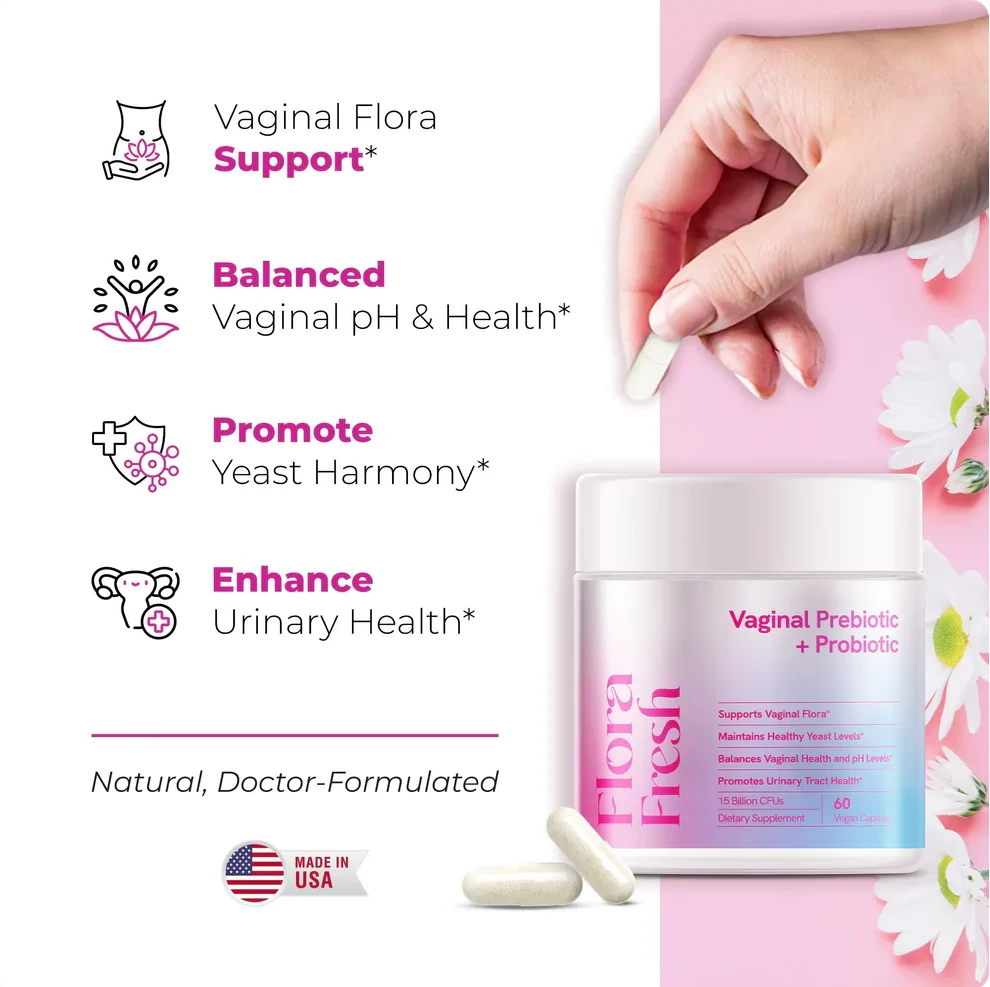 Vaginal Flora
Support*
Balanced
Vaginal pH & Health*
Promote
Yeast Harmony*
Enhance
Urinary Health*
Natural, Doctor-Formulated
MADE IN
USA
Vaginal Prebiotic
+ Probiotic
Flora
Fresh
Supports Vaginal Flora*
Maintains Healthy Yeast Levels*
Balances Vaginal Health and pH Levels*
Promotes Urinary Tract Health*
15 Billion CFUs
Dietary Supplement
60
Vegan Capsules